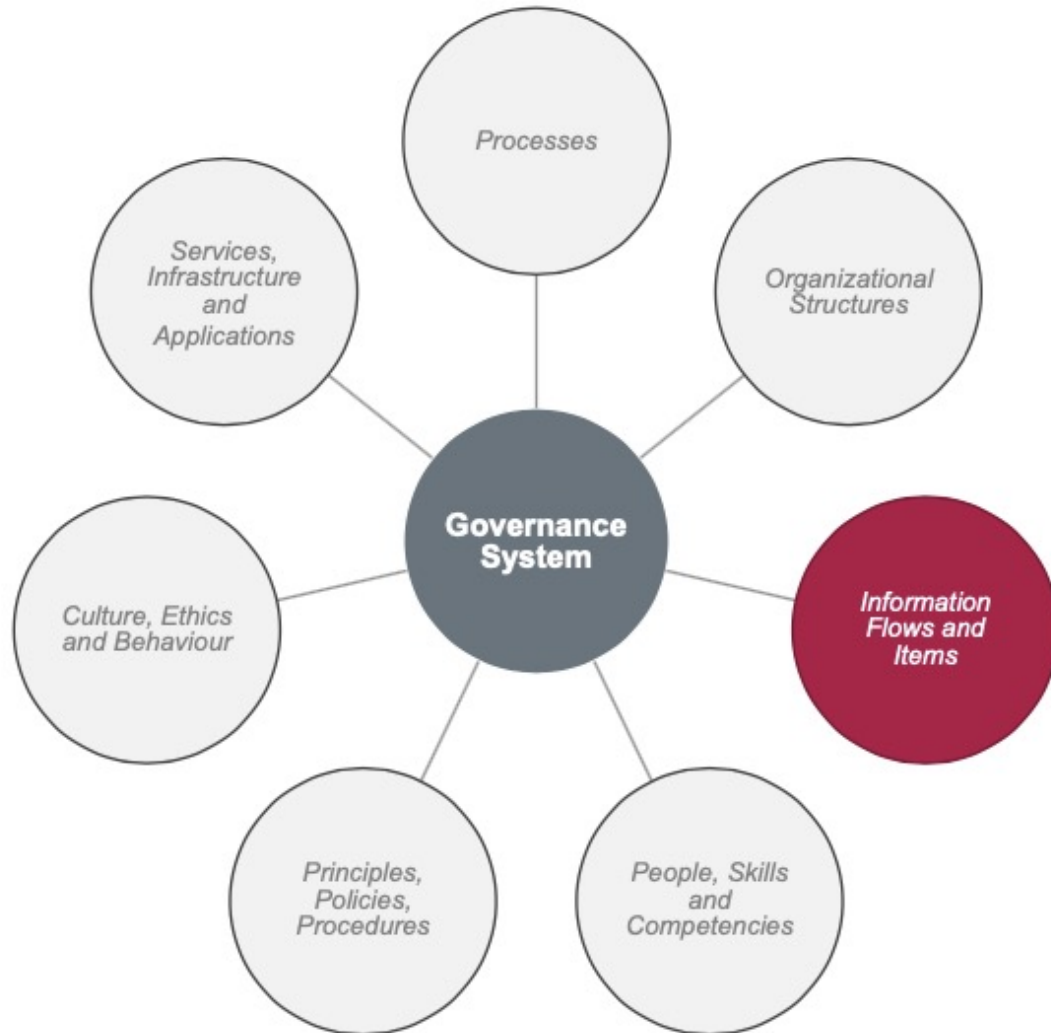 Processes
Services,
Infrastructure
and
Applications
Organizational
Structures
Governance
System
Culture, Ethics
and Behaviour
Information
Flows and
Items
Principles,
Policies,
Procedures
People, Skills
and
Competencies